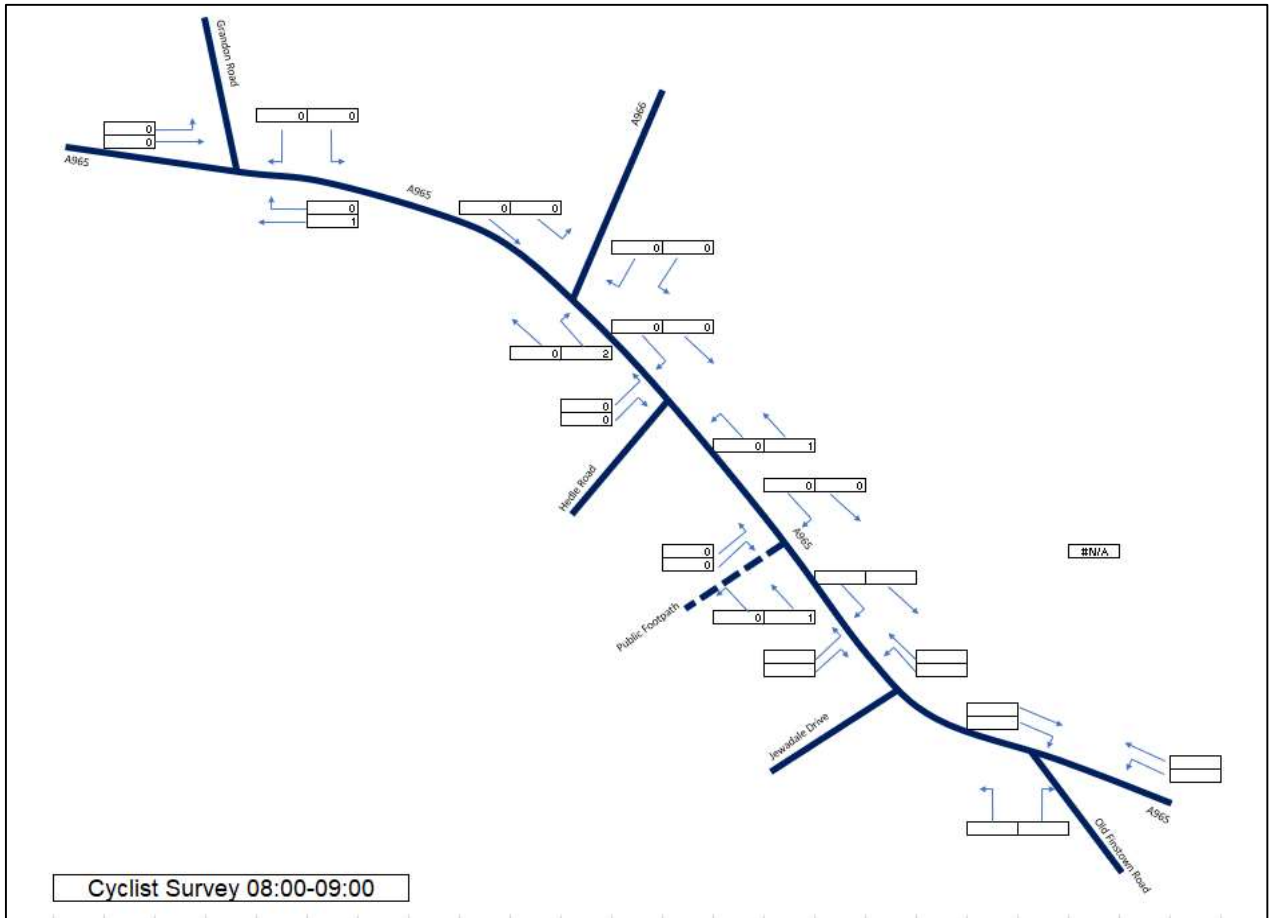 Grandon Road
0 0
0
0
A965
A966
A965
0
1
0 0
0 0
0 0
0 2
0
0
0 1
Hedle Road
0 0
A965
0
0
#N/A
Public Footpath
0 1
Jewadale Drive
A965
Old Finstown Road
Cyclist Survey 08:00-09:00